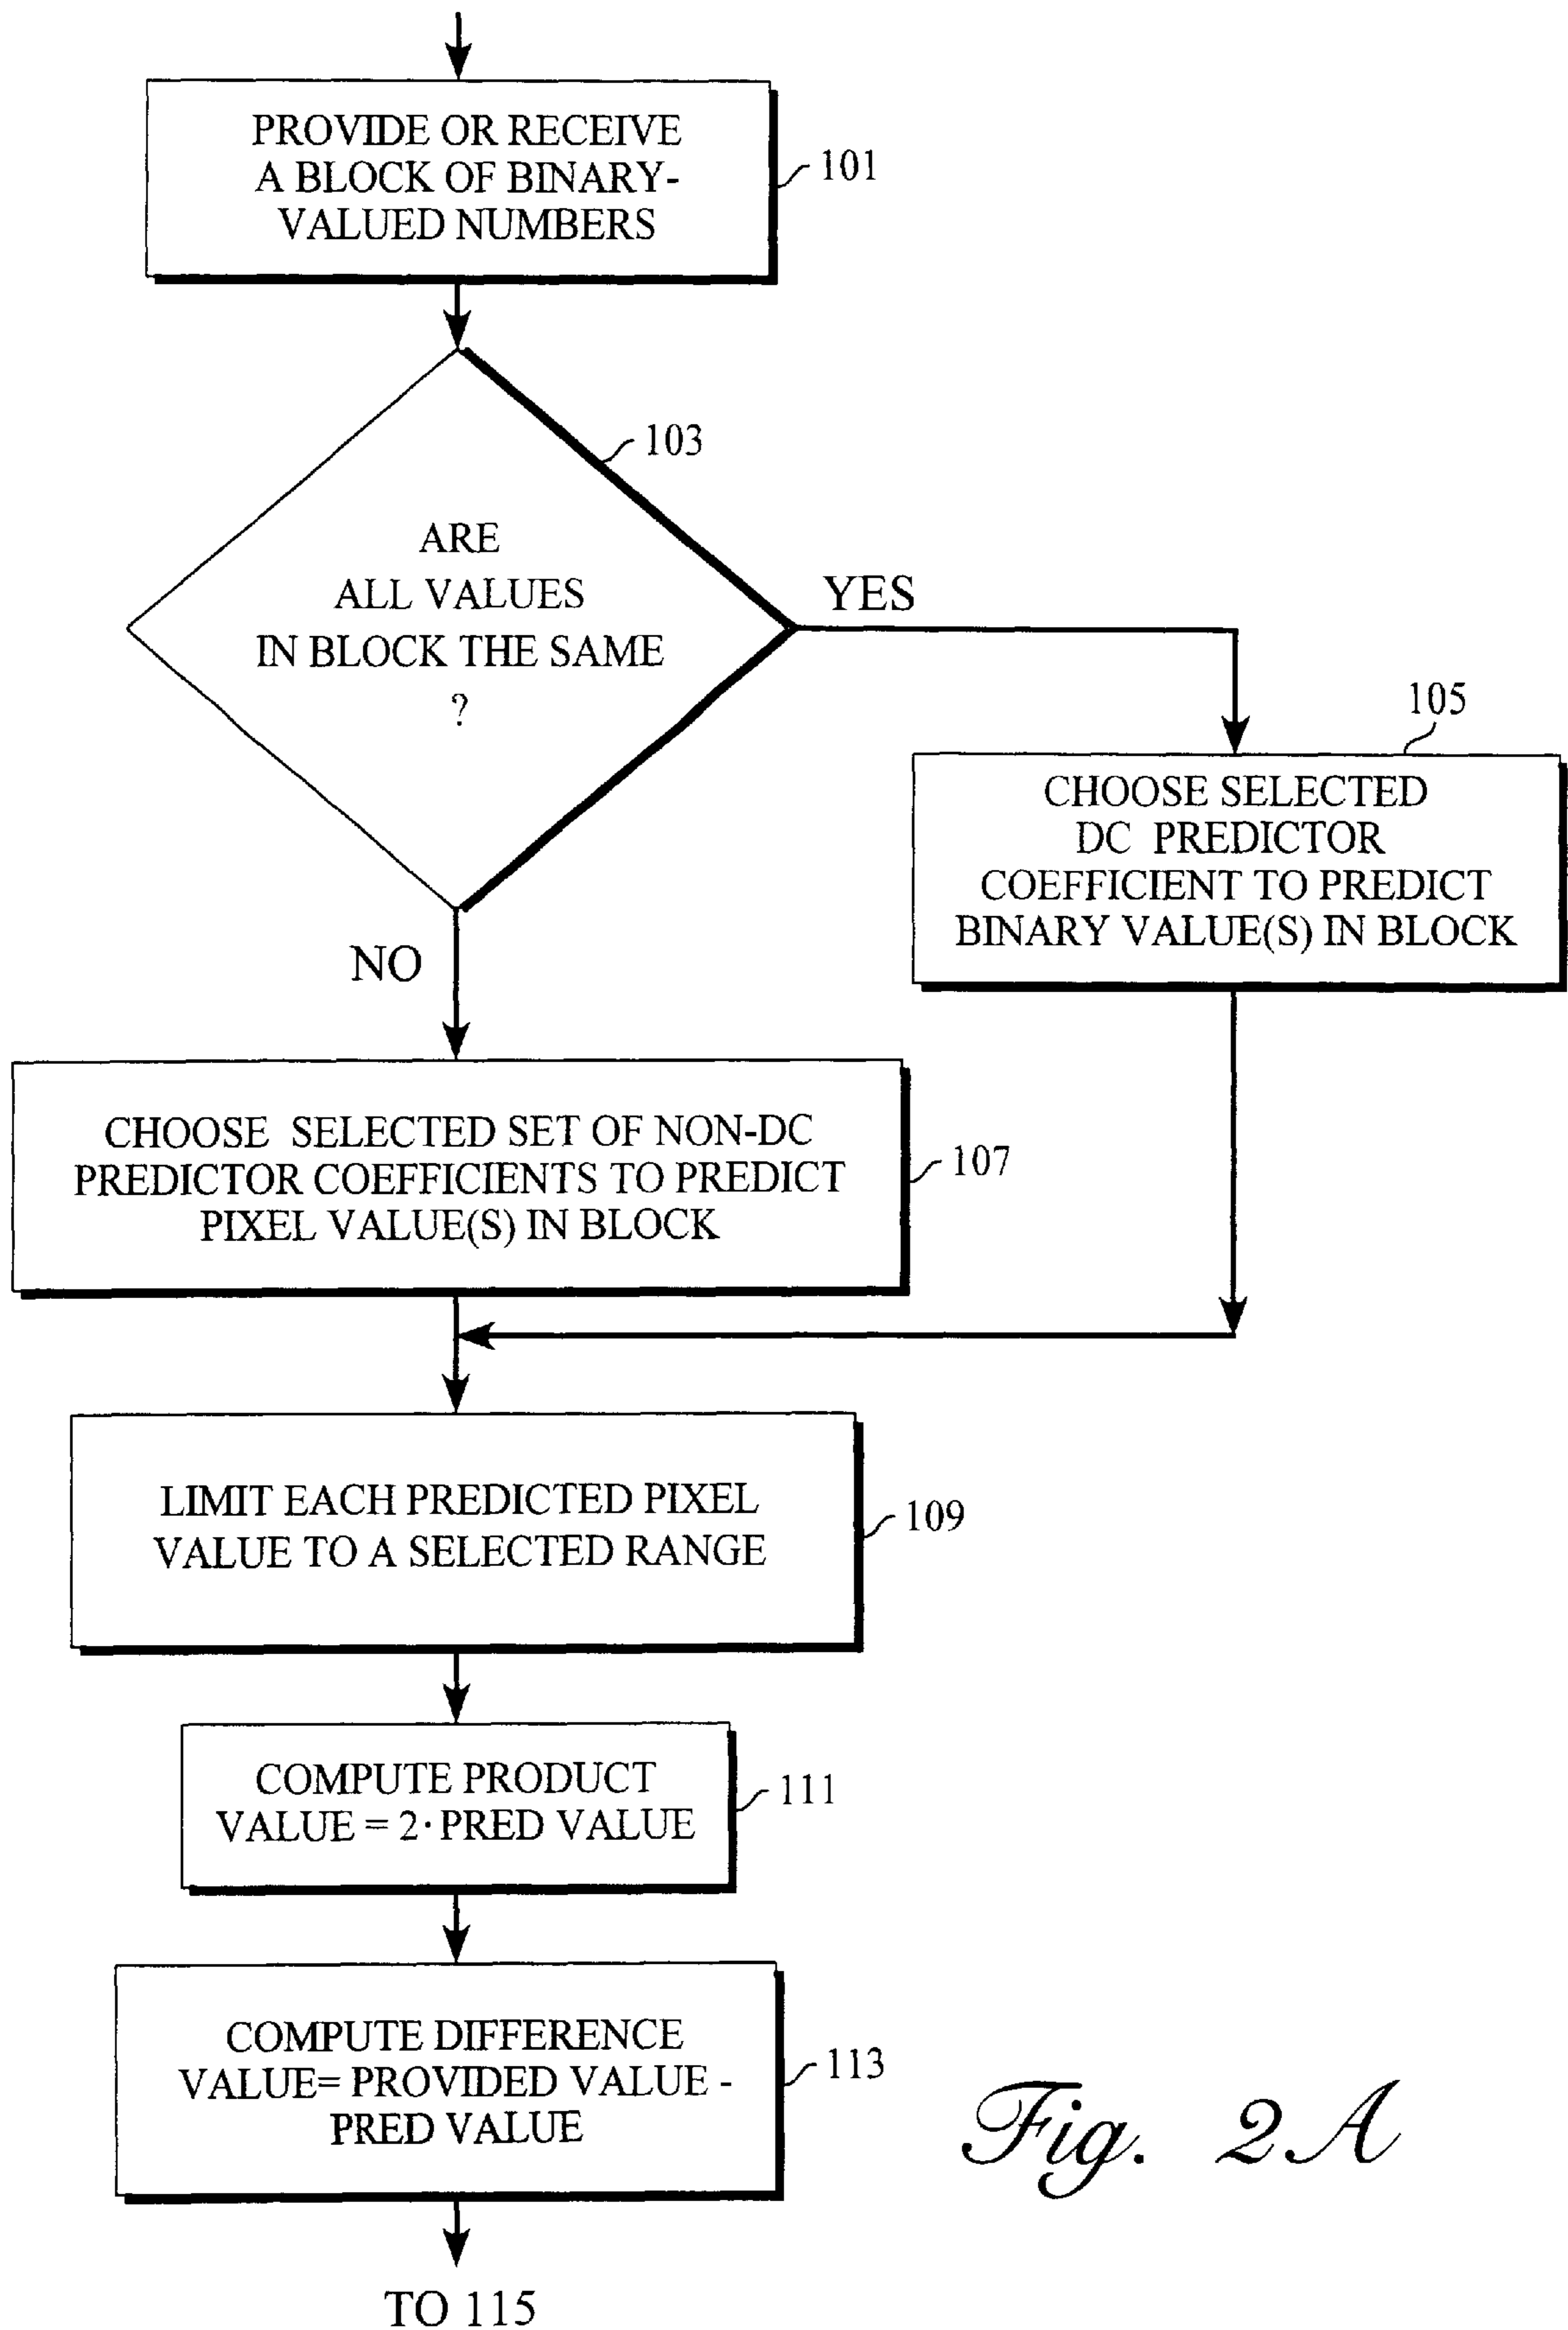 PROVIDE OR RECEIVE
A BLOCK OF BINARY-
VALUED NUMBERS
101
103
ARE
ALL VALUES
IN BLOCK THE SAME
?
YES
105
CHOOSE SELECTED
DC PREDICTOR
COEFFICIENT TO PREDICT
BINARY VALUE(S) IN BLOCK
NO
CHOOSE SELECTED SET OF NON-DC
PREDICTOR COEFFICIENTS TO PREDICT
PIXEL VALUE(S) IN BLOCK
107
LIMIT EACH PREDICTED PIXEL
VALUE TO A SELECTED RANGE
109
COMPUTE PRODUCT
VALUE = 2· PRED VALUE
111
COMPUTE DIFFERENCE
VALUE= PROVIDED VALUE -
PRED VALUE
113
TO 115
Fig. 2A